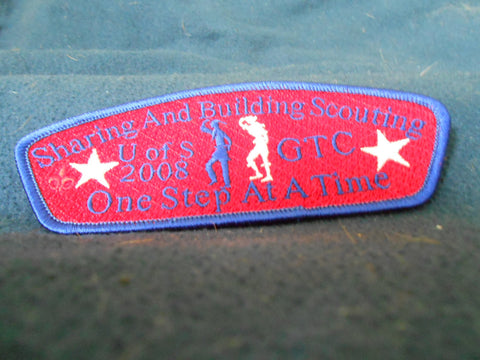 Sharing And Building Scouting
U of S GTC
2008
One Step At A Time